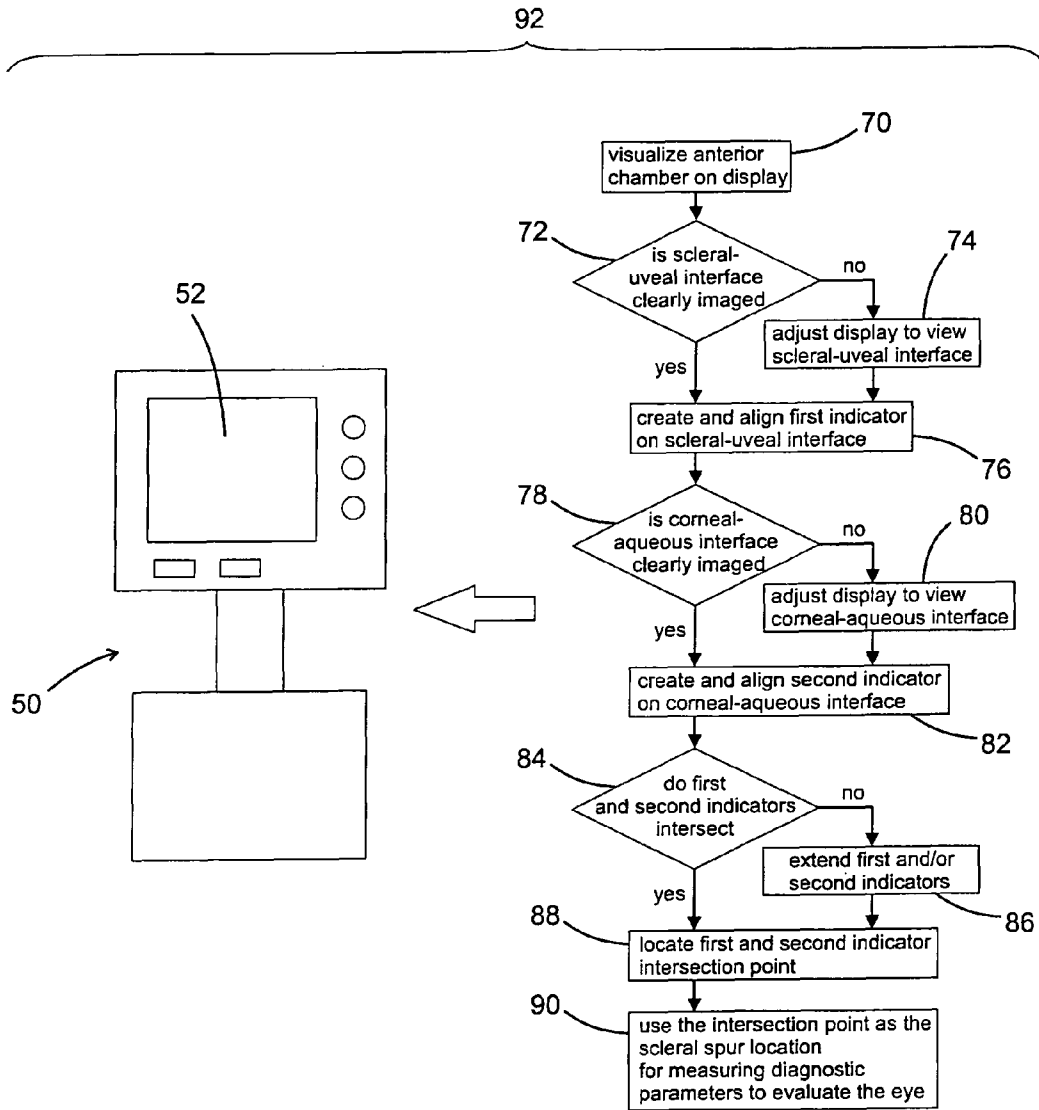 92
70
visualize anterior
chamber on display
72
is scleral-
uveal interface
clearly imaged
no
74
adjust display to view
scleral-uveal interface
yes
52
create and align first indicator
on scleral-uveal interface
76
78
is corneal-
aqueous interface
clearly imaged
no
80
adjust display to view
corneal-aqueous interface
yes
50
create and align second indicator
on corneal-aqueous interface
82
84
do first
and second indicators
intersect
no
extend first and/or
second indicators
86
yes
88
locate first and second indicator
intersection point
90
use the intersection point as the
scleral spur location
for measuring diagnostic
parameters to evaluate the eye